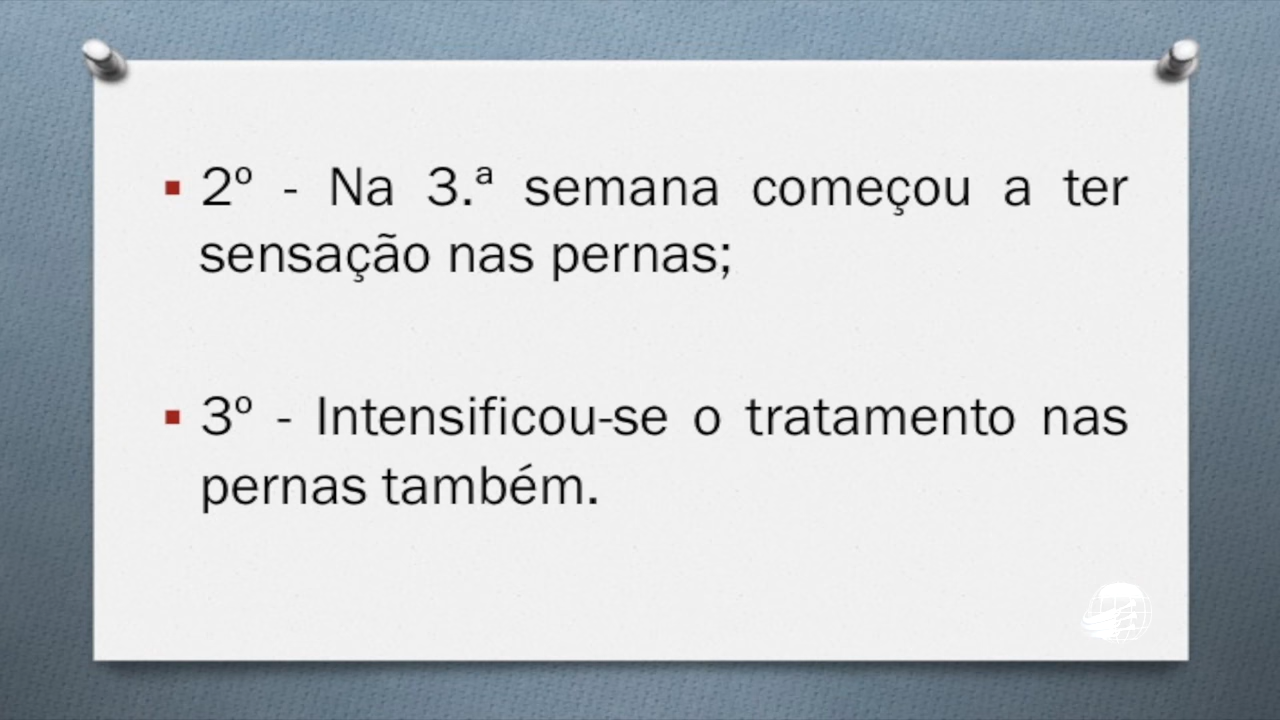 2º - Na 3.ª semana começou a ter
sensação nas pernas;
3º - Intensificou-se o tratamento nas
pernas também.